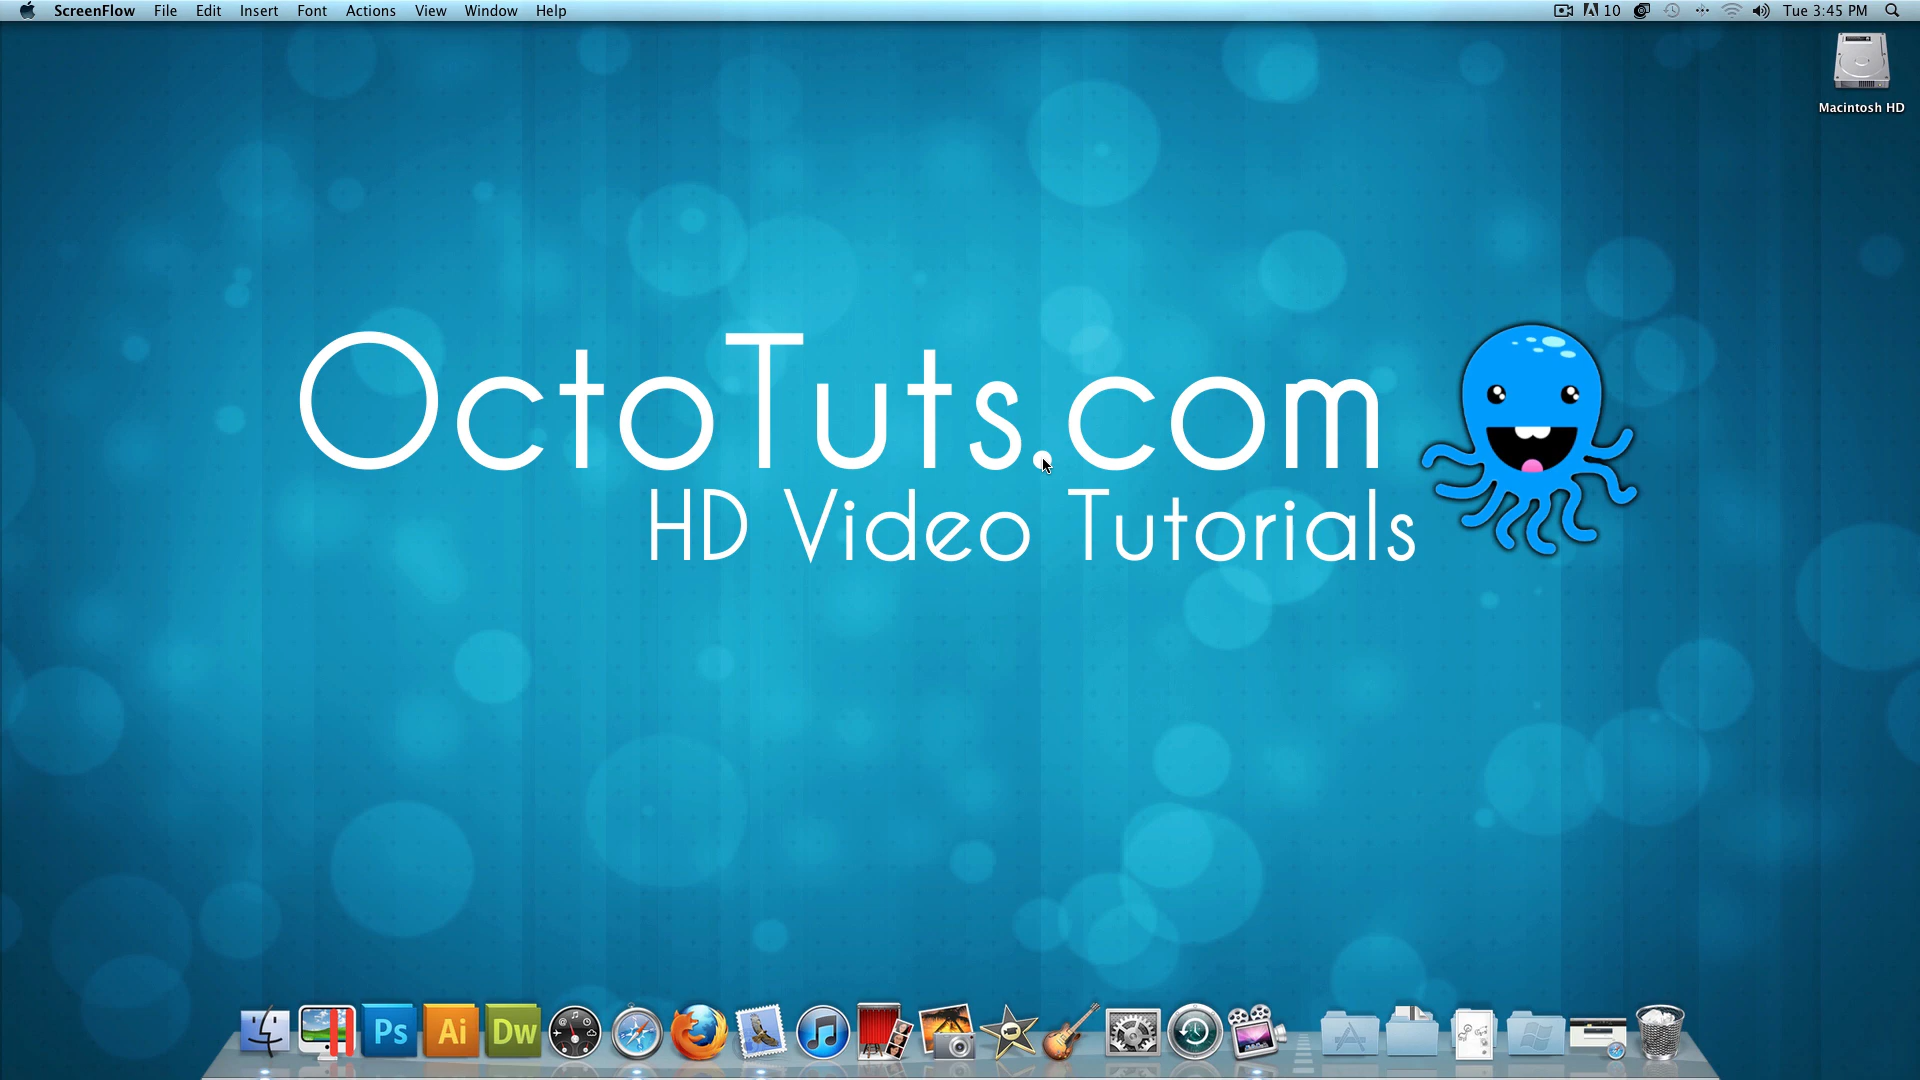 ScreenFlow File Edit Insert Font Actions View Window Help 10 Tue 3:45 PM
Macintosh HD
OctoTuts.com
HD Video Tutorials
Ps Ai Dw